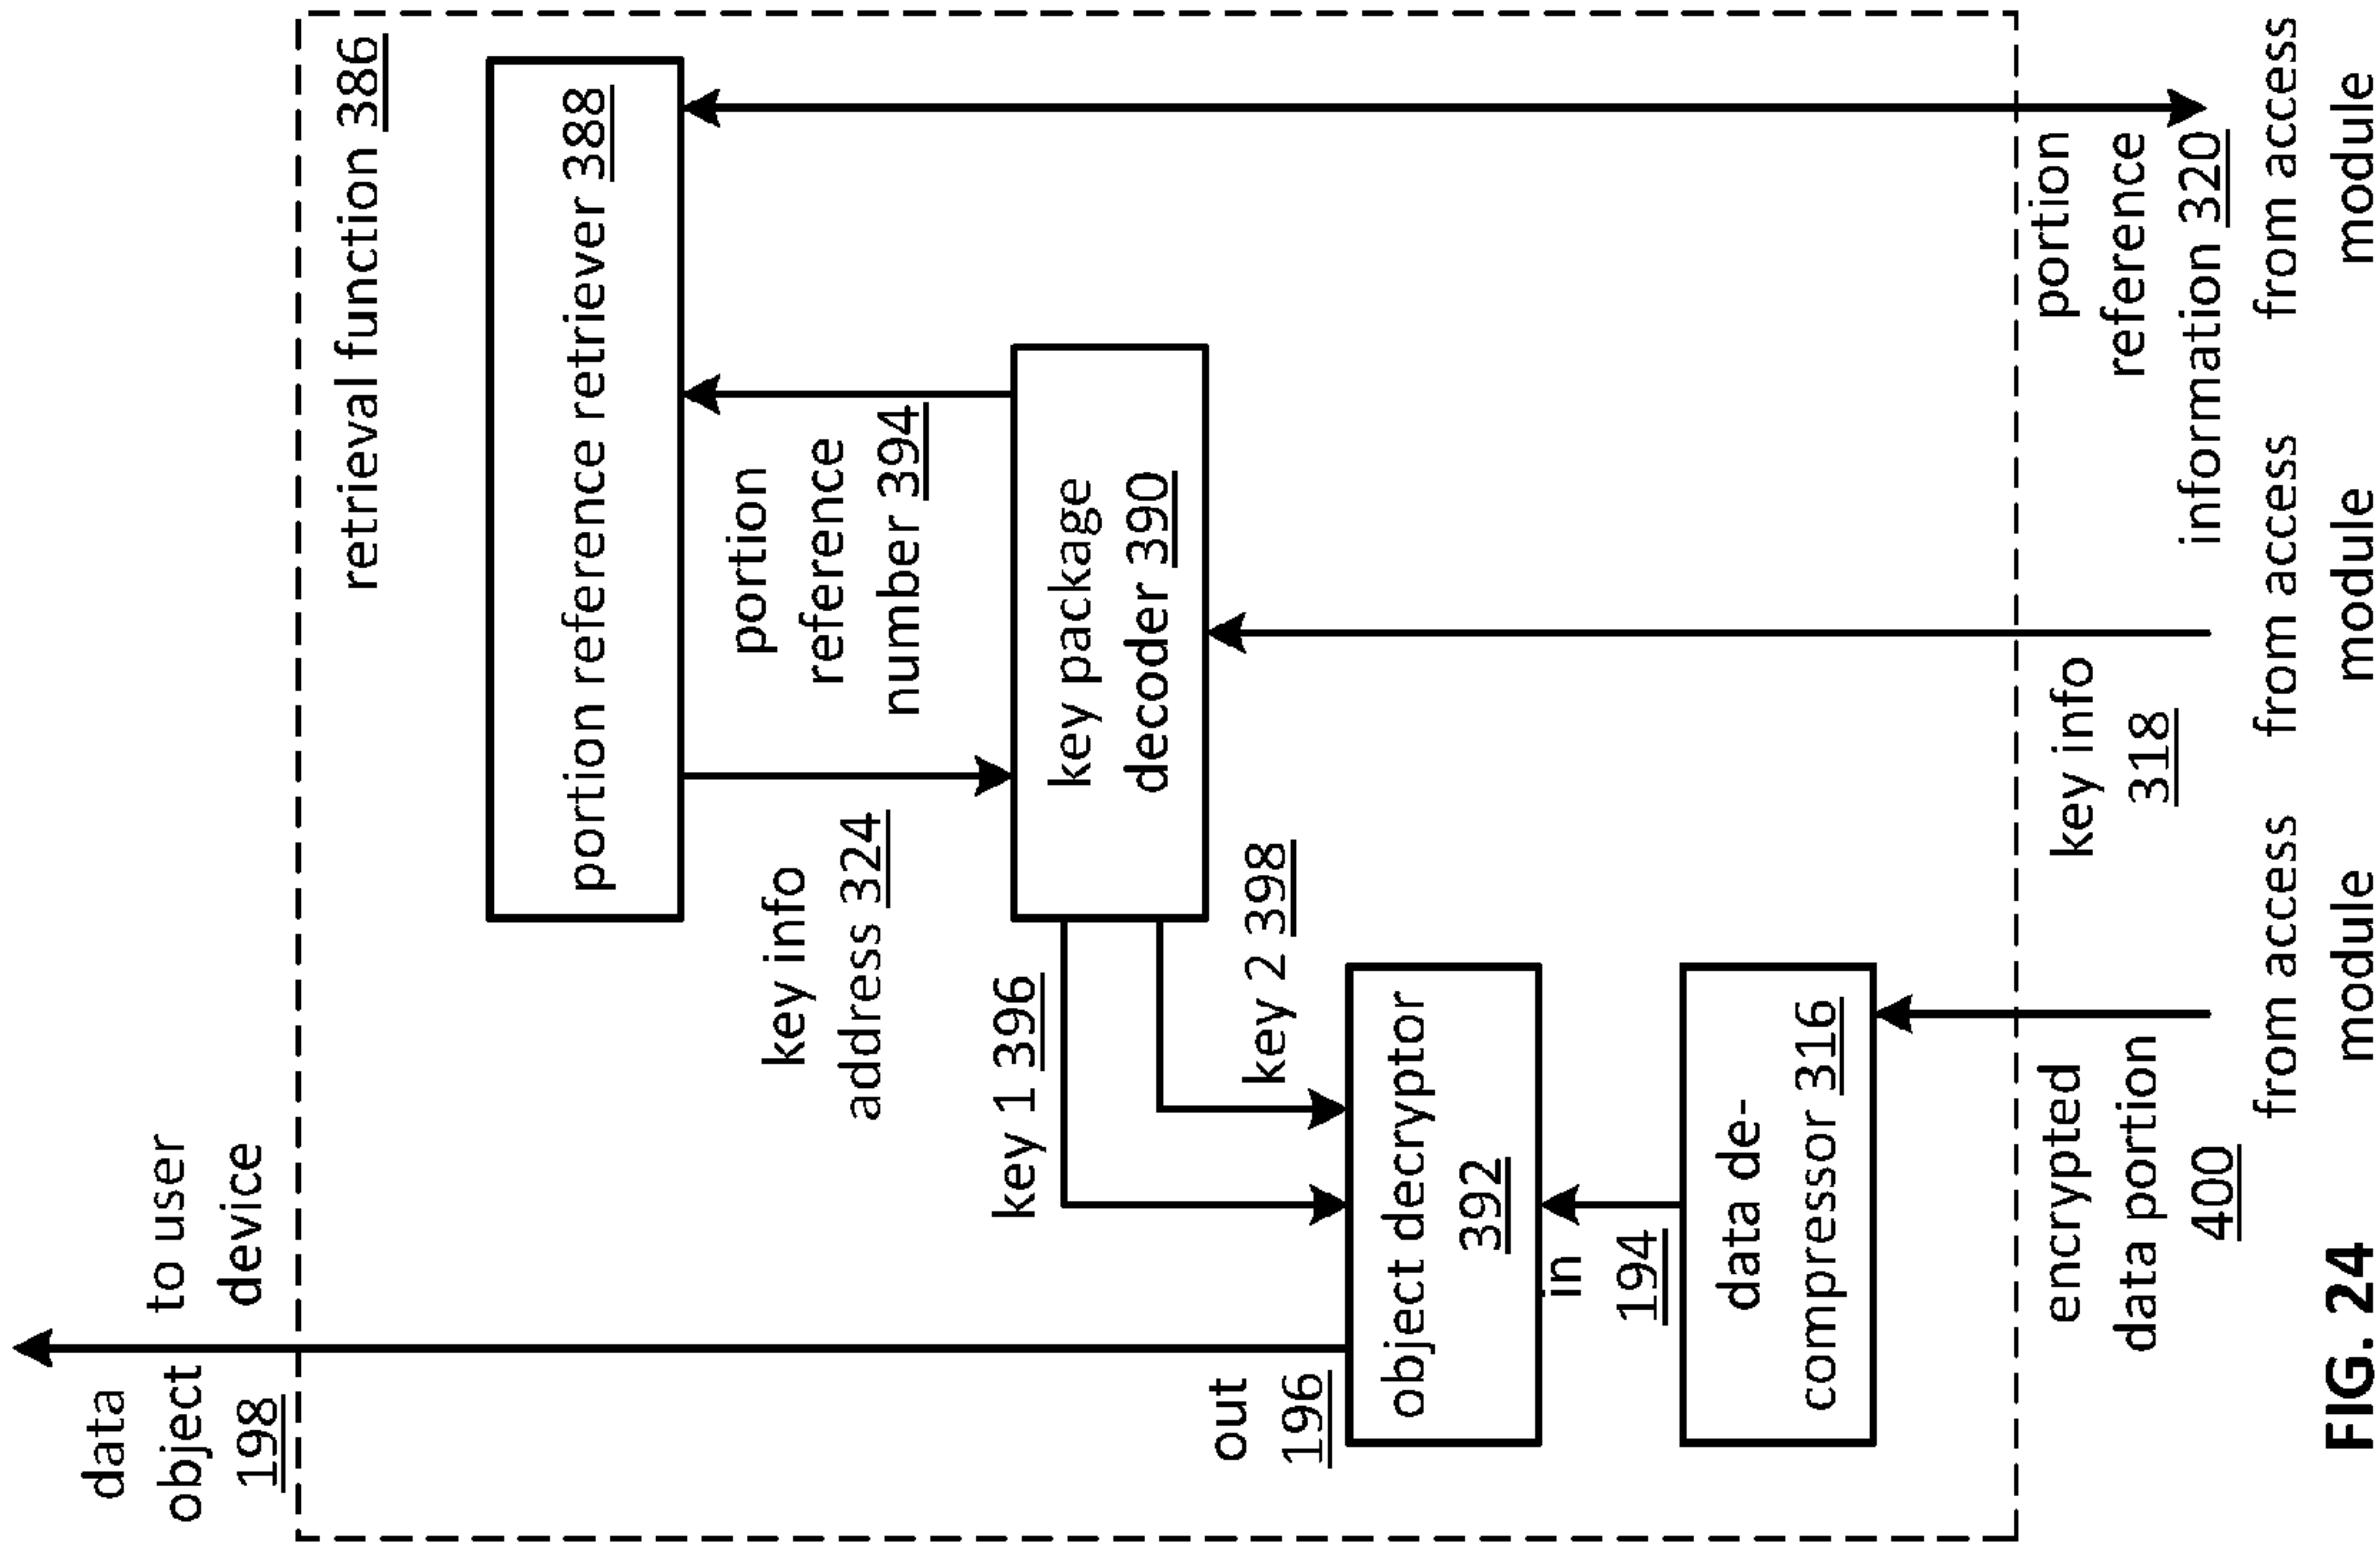 data
object
198
to user
device
retrieval function 386
portion reference retriever 388
key info
address 324
portion
reference
number 394
key 1 396
key 2 398
key package
decoder 390
out
196
object decryptor
392
in
194
data de-
compressor 316
encrypted
data portion
400
key info
318
portion
reference
information 320
from access
module
from access
module
from access
module
FIG. 24